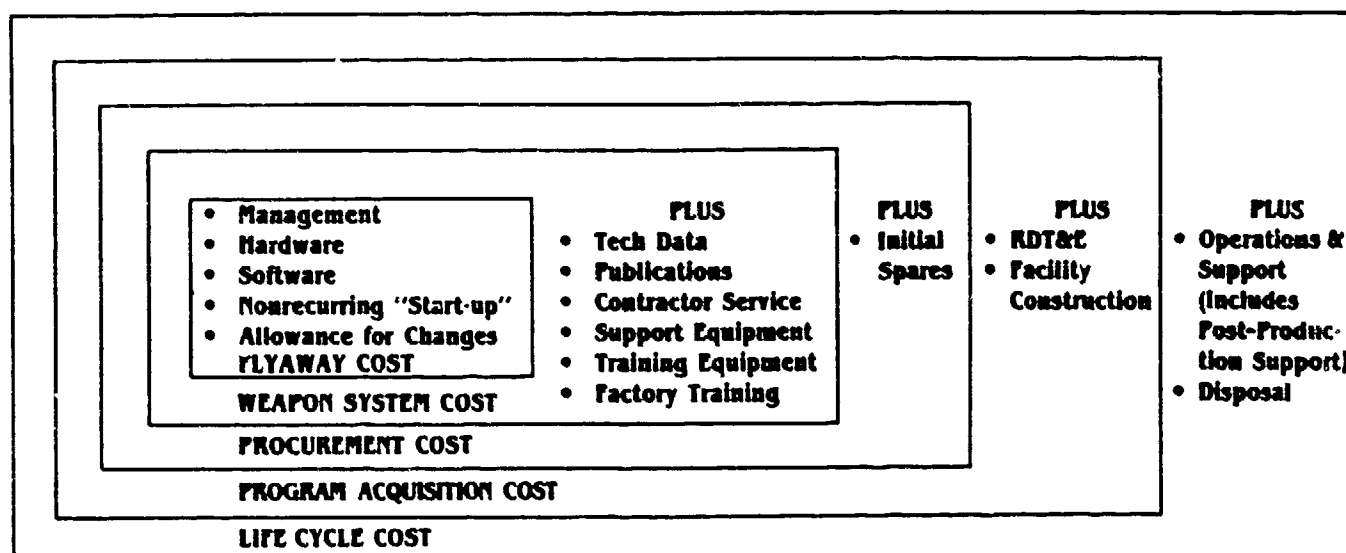 • Management
• Hardware
• Software
• Nonrecurring "Start-up"
• Allowance for Changes
FLYAWAY COST
WEAPON SYSTEM COST
PROCUREMENT COST
PROGRAM ACQUISITION COST
LIFE CYCLE COST
PLUS
• Tech Data
• Publications
• Contractor Service
• Support Equipment
• Training Equipment
• Factory Training
PLUS
• Initial
Spares
PLUS
• RDT&E
• Facility
Construction
PLUS
• Operations &
Support
(Includes
Post-Produc-
tion Support)
• Disposal